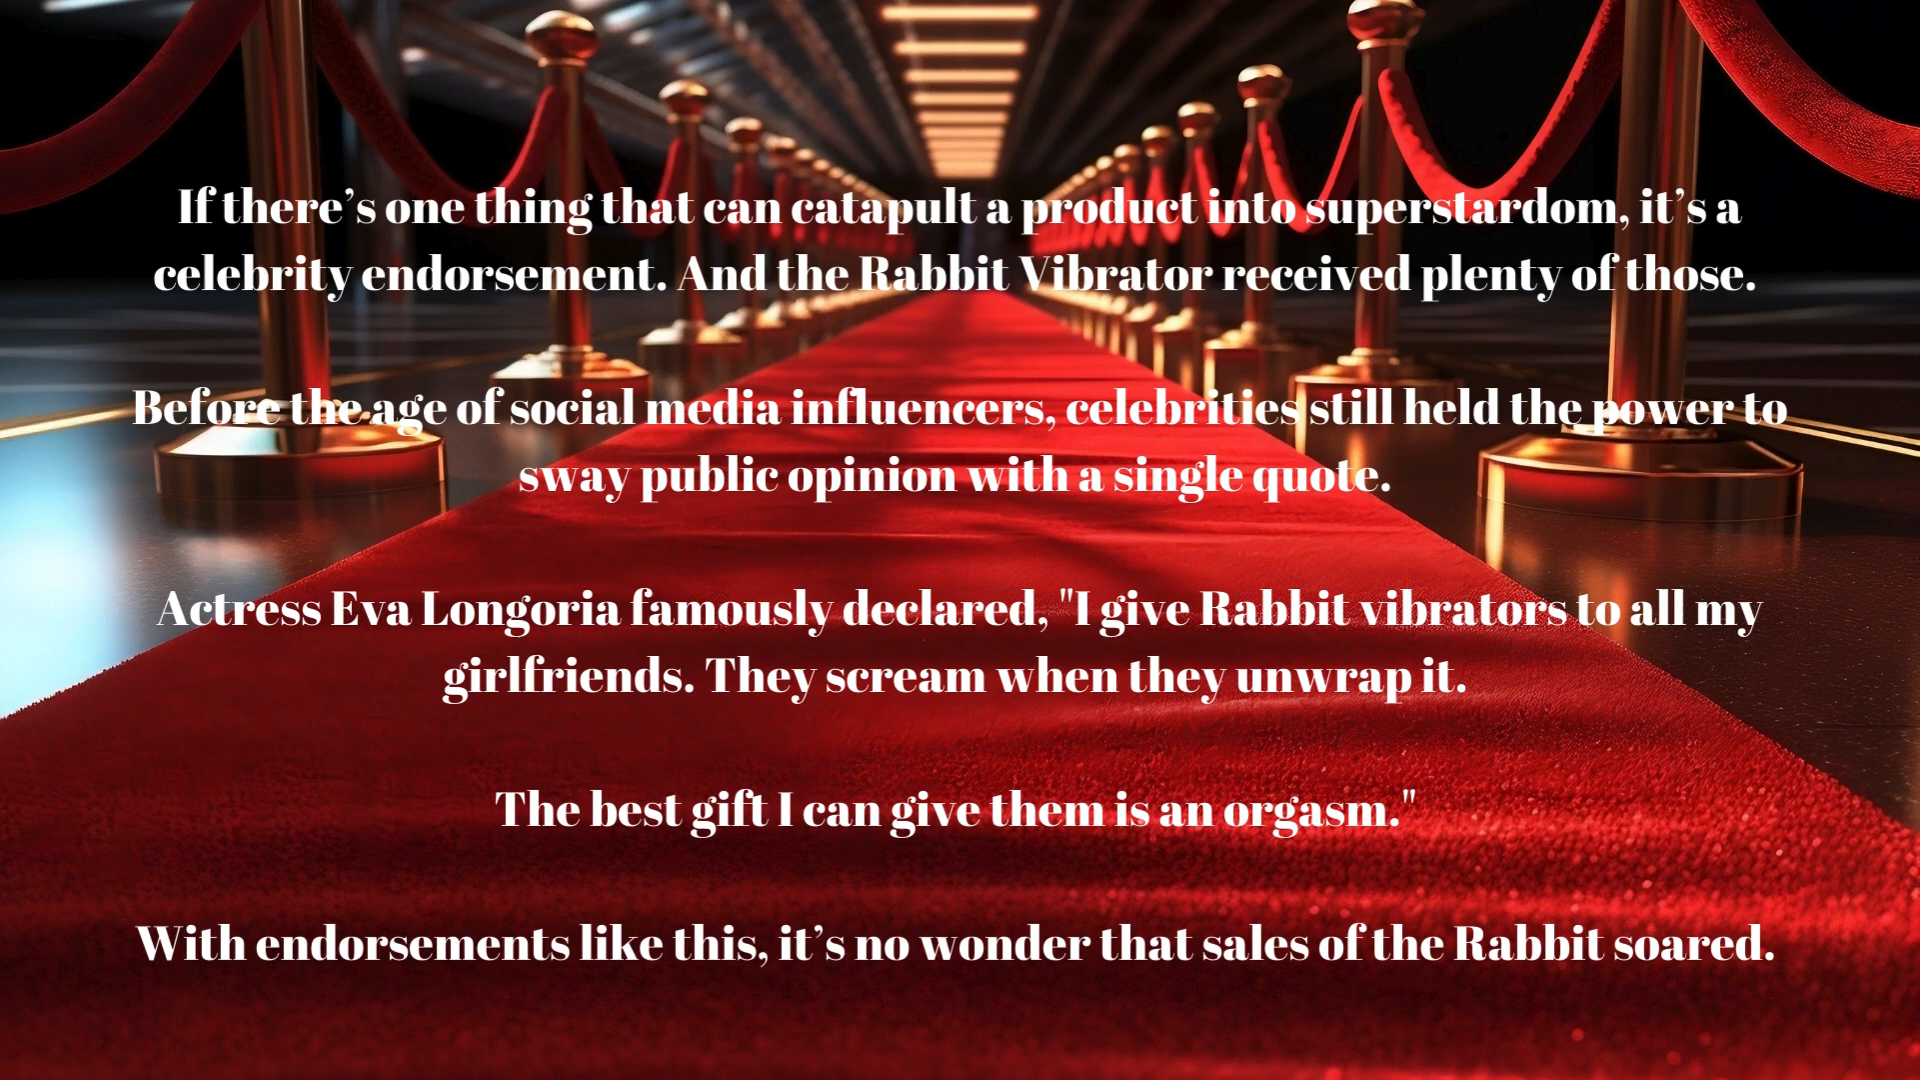 If there’s one thing that can catapult a product into superstardom, it’s a
celebrity endorsement. And the Rabbit Vibrator received plenty of those.
Before the age of social media influencers, celebrities still held the power to
sway public opinion with a single quote.
Actress Eva Longoria famously declared, "I give Rabbit vibrators to all my
girlfriends. They scream when they unwrap it.
The best gift I can give them is an orgasm."
With endorsements like this, it’s no wonder that sales of the Rabbit soared.